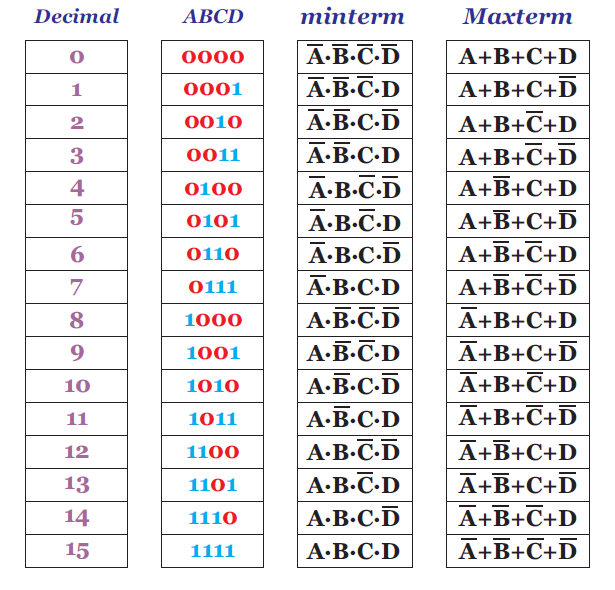 Decimal ABCD minterm Maxterm
0 0000 A̅·B̅·C̅·D̅ A+B+C+D
1 0001 A̅·B̅·C̅·D A+B+C+D̅
2 0010 A̅·B̅·C·D̅ A+B+C̅+D
3 0011 A̅·B̅·C·D A+B+C̅+D̅
4 0100 A̅·B·C̅·D̅ A+B̅+C+D
5 0101 A̅·B·C̅·D A+B̅+C+D̅
6 0110 A̅·B·C·D̅ A+B̅+C̅+D
7 0111 A̅·B·C·D A+B̅+C̅+D̅
8 1000 A·B̅·C̅·D̅ A̅+B+C+D
9 1001 A·B̅·C̅·D A̅+B+C+D̅
10 1010 A·B̅·C·D̅ A̅+B+C̅+D
11 1011 A·B̅·C·D A̅+B+C̅+D̅
12 1100 A·B·C̅·D̅ A̅+B̅+C+D
13 1101 A·B·C̅·D A̅+B̅+C+D̅
14 1110 A·B·C·D̅ A̅+B̅+C̅+D
15 1111 A·B·C·D A̅+B̅+C̅+D̅